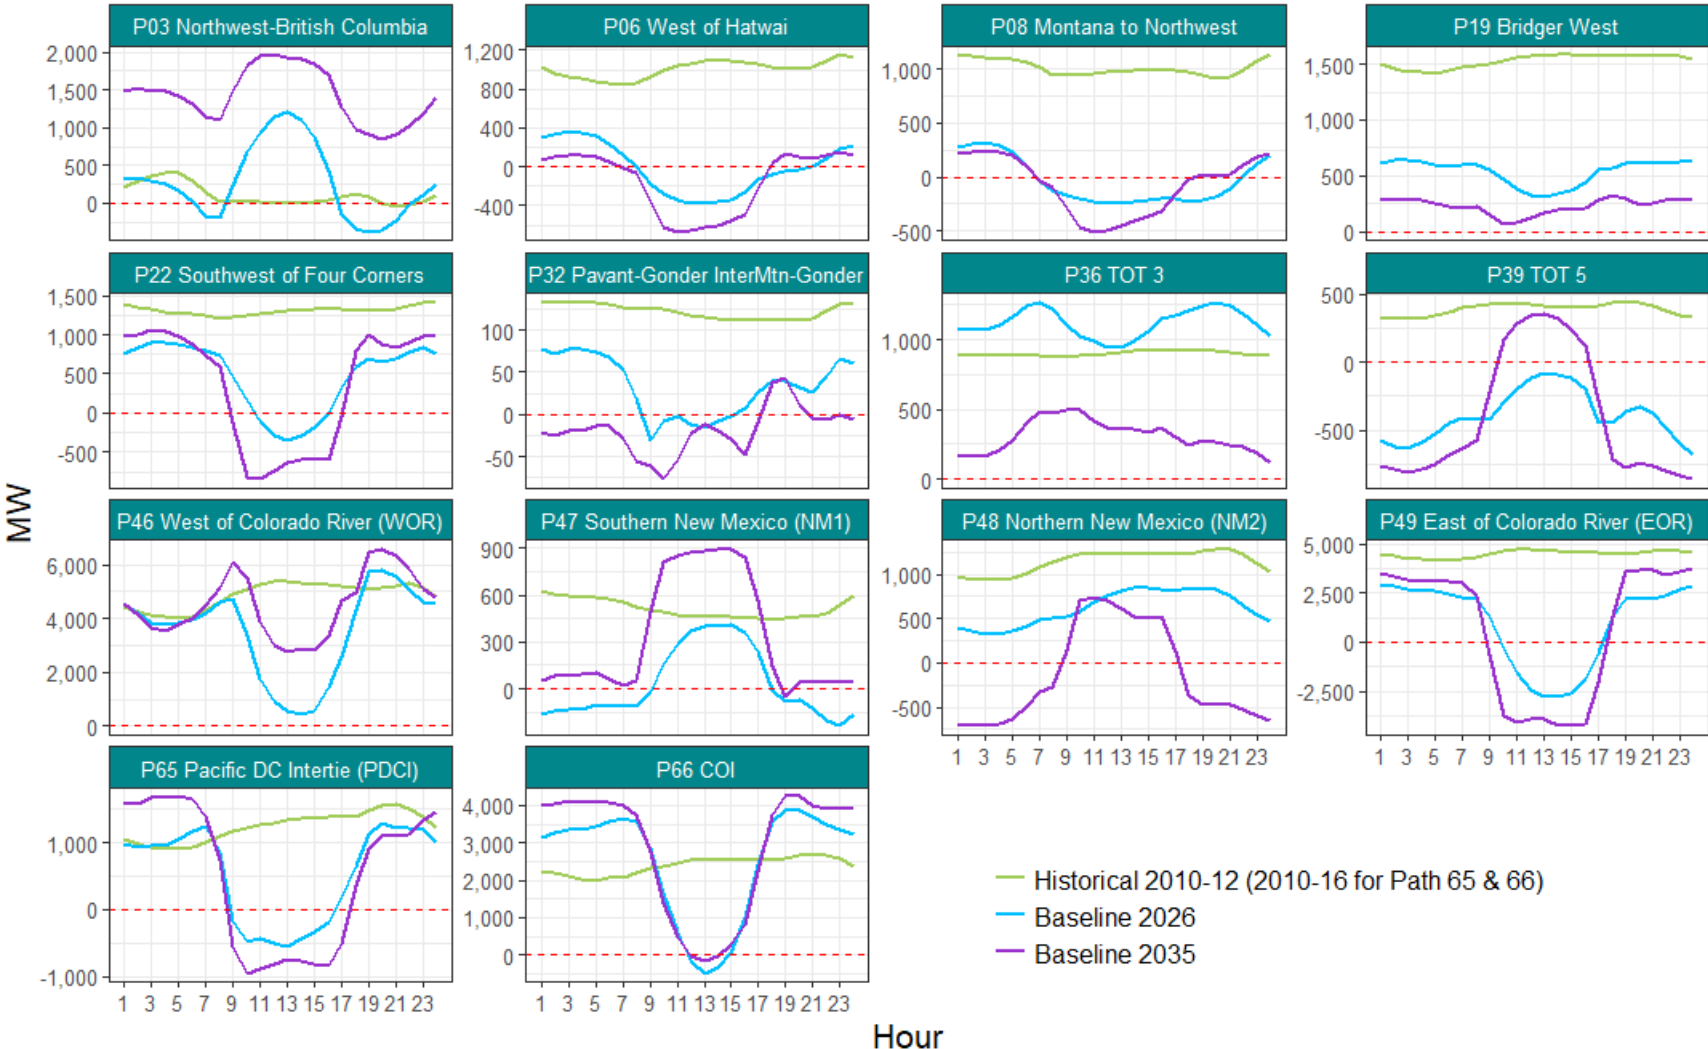 P03 Northwest-British Columbia
P06 West of Hatwai
P08 Montana to Northwest
P19 Bridger West
2,000
1,500
1,000
500
0
1,200
800
400
0
-400
1,000
500
0
-500
1,500
1,000
500
0
P22 Southwest of Four Corners
P32 Pavant-Gonder InterMtn-Gonder
P36 TOT 3
P39 TOT 5
1,500
1,000
500
0
-500
100
50
0
-50
1,000
500
0
500
0
-500
MW
P46 West of Colorado River (WOR)
P47 Southern New Mexico (NM1)
P48 Northern New Mexico (NM2)
P49 East of Colorado River (EOR)
6,000
4,000
2,000
0
900
600
300
0
1,000
500
0
-500
5,000
2,500
0
-2,500
1 3 5 7 9 11 13 15 17 19 21 23
1 3 5 7 9 11 13 15 17 19 21 23
P65 Pacific DC Intertie (PDCI)
P66 COI
1,000
0
-1,000
4,000
3,000
2,000
1,000
0
1 3 5 7 9 11 13 15 17 19 21 23
1 3 5 7 9 11 13 15 17 19 21 23
Historical 2010-12 (2010-16 for Path 65 & 66)
Baseline 2026
Baseline 2035
Hour